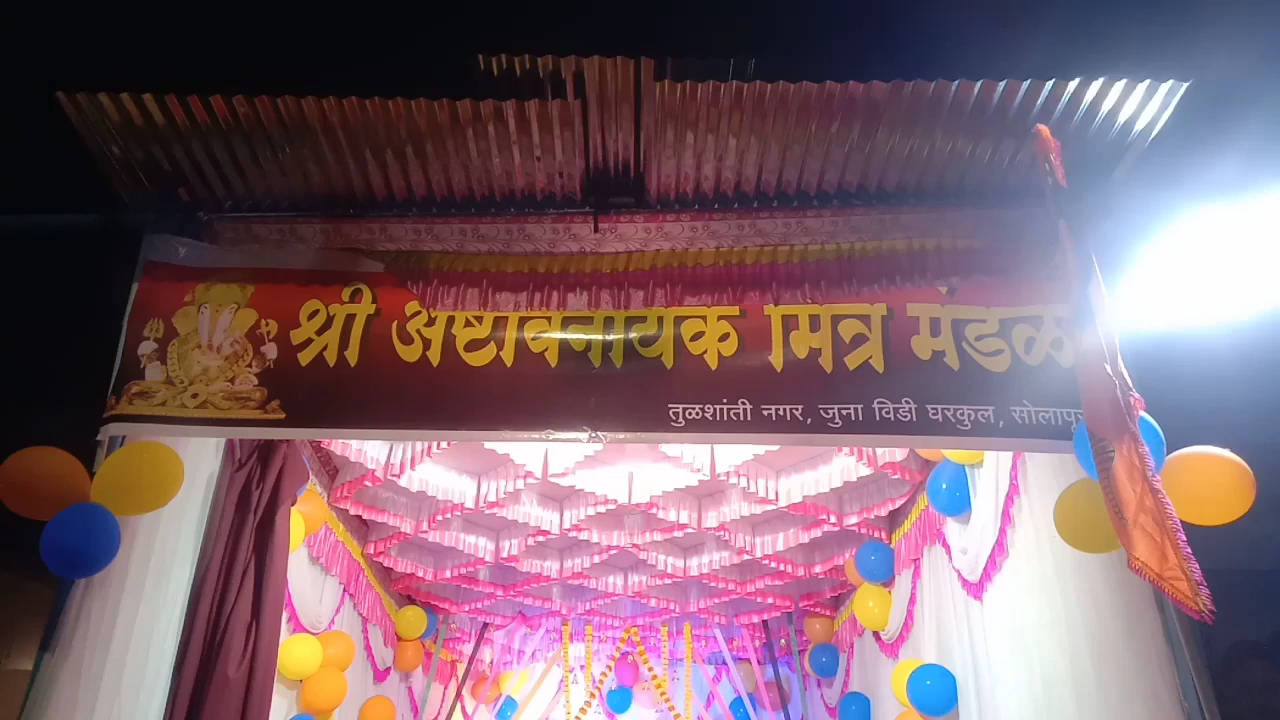 श्री अष्टविनायक मित्र मंडळ
तुळशांती नगर, जुना विडी घरकुल, सोलापूर